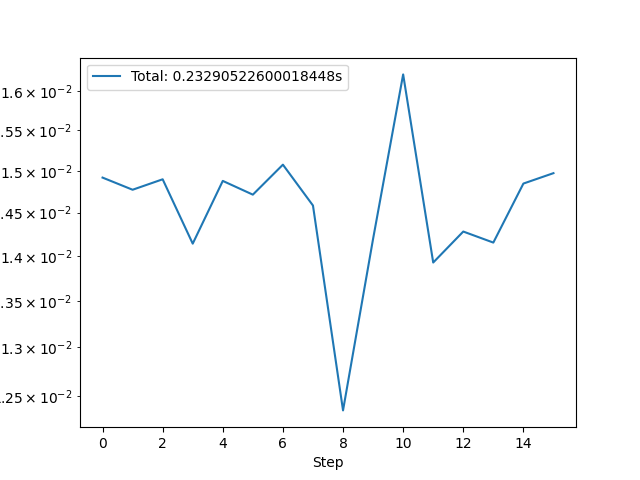 Total: 0.23290522600018448s
1.6 × 10⁻²
.55 × 10⁻²
1.5 × 10⁻²
.45 × 10⁻²
1.4 × 10⁻²
.35 × 10⁻²
1.3 × 10⁻²
.25 × 10⁻²
0 2 4 6 8 10 12 14
Step